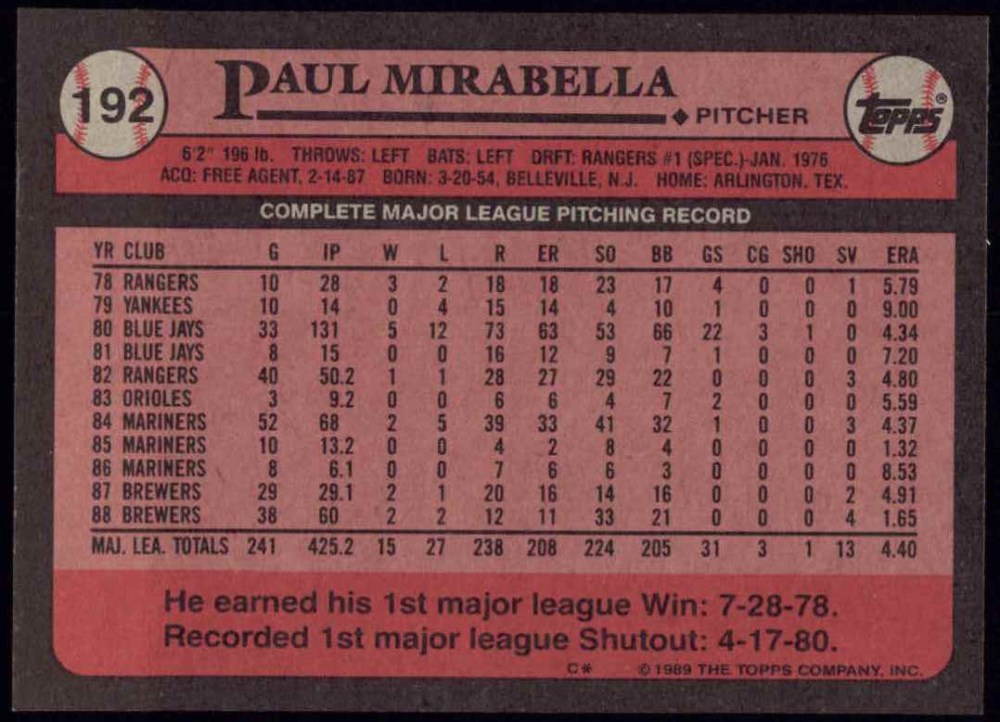 192
PAUL MIRABELLA
PITCHER
TOPPS®
6'2" 196 lb. THROWS: LEFT BATS: LEFT DRFT: RANGERS #1 (SPEC.)-JAN. 1976
ACQ: FREE AGENT, 2-14-87 BORN: 3-20-54, BELLEVILLE, N.J. HOME: ARLINGTON, TEX.
COMPLETE MAJOR LEAGUE PITCHING RECORD
YR CLUB G IP W L R ER SO BB GS CG SHO SV ERA
78 RANGERS 10 28 3 2 18 18 23 17 4 0 0 1 5.79
79 YANKEES 10 14 0 4 15 14 4 10 1 0 0 0 9.00
80 BLUE JAYS 33 131 5 12 73 63 53 66 22 3 1 0 4.34
81 BLUE JAYS 8 15 0 0 16 12 9 7 1 0 0 0 7.20
82 RANGERS 40 50.2 1 1 28 27 29 22 0 0 0 3 4.80
83 ORIOLES 3 9.2 0 0 6 6 4 7 2 0 0 0 5.59
84 MARINERS 52 68 2 5 39 33 41 32 1 0 0 3 4.37
85 MARINERS 10 13.2 0 0 4 2 8 4 0 0 0 0 1.32
86 MARINERS 8 6.1 0 0 7 6 6 3 0 0 0 0 8.53
87 BREWERS 29 29.1 2 1 20 16 14 16 0 0 0 2 4.91
88 BREWERS 38 60 2 2 12 11 33 21 0 0 0 4 1.65
MAJ. LEA. TOTALS 241 425.2 15 27 238 208 224 205 31 3 1 13 4.40
He earned his 1st major league Win: 7-28-78.
Recorded 1st major league Shutout: 4-17-80.
C* © 1989 THE TOPPS COMPANY, INC.